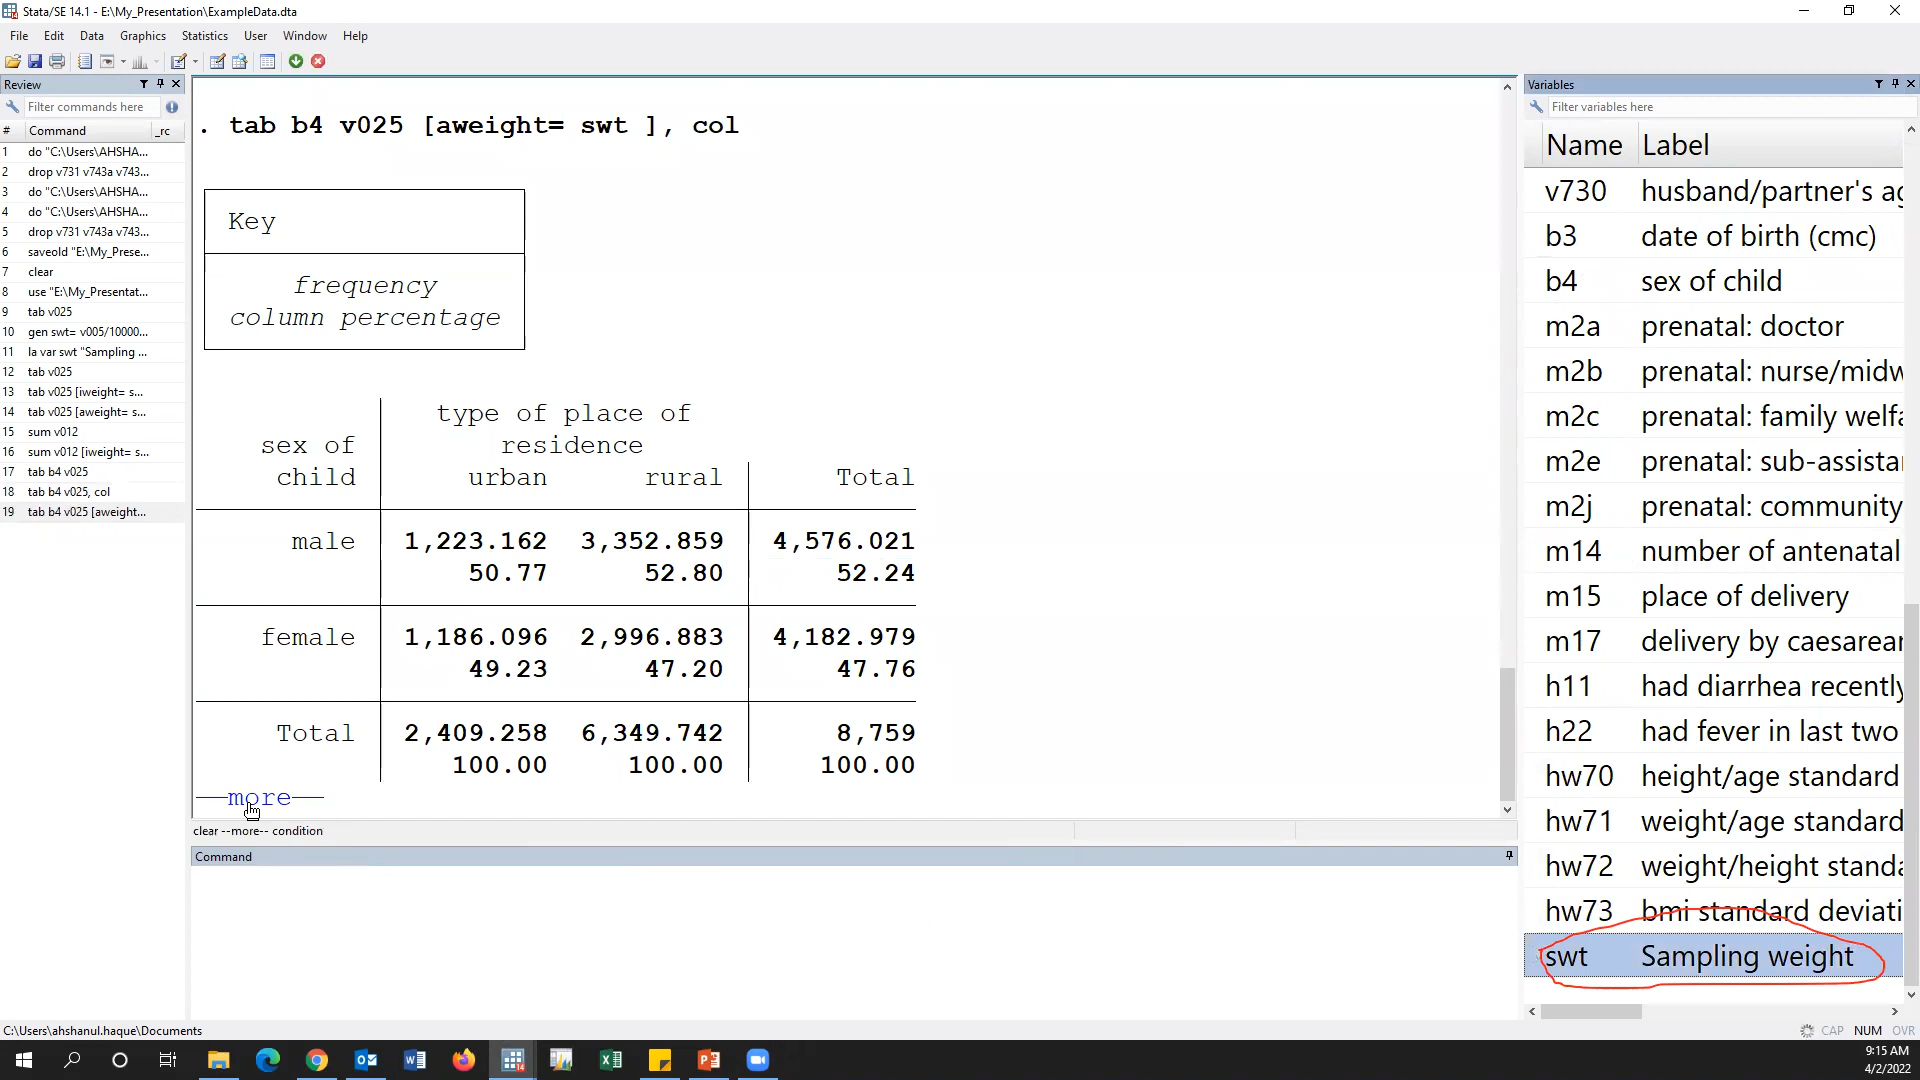 Stata/SE 14.1 - E:\My_Presentation\ExampleData.dta
File Edit Data Graphics Statistics User Window Help
Review
Filter commands here
# Command _rc
1 do "C:\Users\AHSHA...
2 drop v731 v743a v743...
3 do "C:\Users\AHSHA...
4 do "C:\Users\AHSHA...
5 drop v731 v743a v743...
6 saveold "E:\My_Prese...
7 clear
8 use "E:\My_Presentat...
9 tab v025
10 gen swt= v005/10000...
11 la var swt "Sampling ...
12 tab v025
13 tab v025 [iweight= s...
14 tab v025 [aweight= s...
15 sum v012
16 sum v012 [iweight= s...
17 tab b4 v025
18 tab b4 v025, col
19 tab b4 v025 [aweight...
. tab b4 v025 [aweight= swt ], col
Key
frequency
column percentage
type of place of
sex of residence
child urban rural Total
male 1,223.162 3,352.859 4,576.021
50.77 52.80 52.24
female 1,186.096 2,996.883 4,182.979
49.23 47.20 47.76
Total 2,409.258 6,349.742 8,759
100.00 100.00 100.00
—more—
clear --more-- condition
Command
Variables
Filter variables here
Name Label
v730 husband/partner's ag
b3 date of birth (cmc)
b4 sex of child
m2a prenatal: doctor
m2b prenatal: nurse/midw
m2c prenatal: family welfa
m2e prenatal: sub-assista
m2j prenatal: community
m14 number of antenatal
m15 place of delivery
m17 delivery by caesarean
h11 had diarrhea recently
h22 had fever in last two
hw70 height/age standard
hw71 weight/age standard
hw72 weight/height standa
hw73 bmi standard deviati
swt Sampling weight
C:\Users\ahshanul.haque\Documents
CAP NUM OVR
9:15 AM
4/2/2022